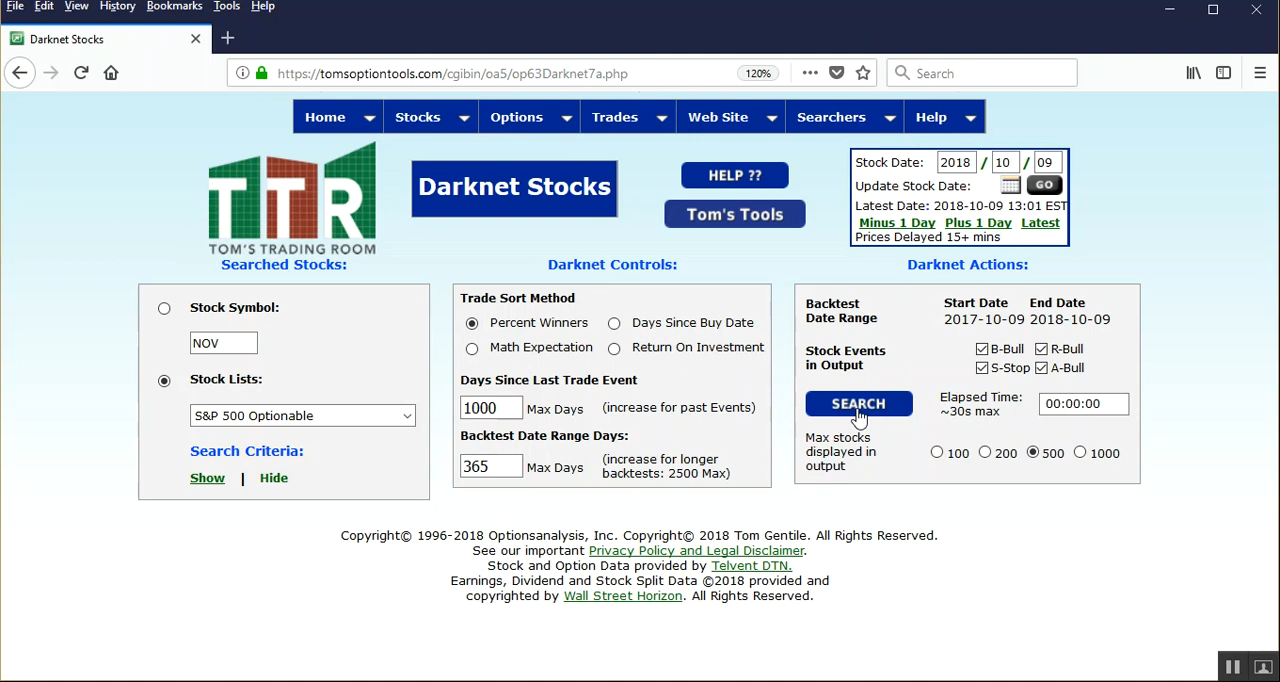 File Edit View History Bookmarks Tools Help
Darknet Stocks
https://tomsoptiontools.com/cgibin/oa5/op63Darknet7a.php 120% Search
Home Stocks Options Trades Web Site Searchers Help
TTR
TOM'S TRADING ROOM
Darknet Stocks
HELP ??
Tom's Tools
Stock Date: 2018 / 10 / 09
Update Stock Date: GO
Latest Date: 2018-10-09 13:01 EST
Minus 1 Day Plus 1 Day Latest
Prices Delayed 15+ mins
Searched Stocks:
Stock Symbol:
NOV
Stock Lists:
S&P 500 Optionable
Search Criteria:
Show | Hide
Darknet Controls:
Trade Sort Method
Percent Winners Days Since Buy Date
Math Expectation Return On Investment
Days Since Last Trade Event
1000 Max Days (increase for past Events)
Backtest Date Range Days:
365 Max Days (increase for longer
backtests: 2500 Max)
Darknet Actions:
Backtest
Date Range
Start Date End Date
2017-10-09 2018-10-09
Stock Events
in Output
B-Bull R-Bull
S-Stop A-Bull
SEARCH
Elapsed Time:
~30s max
00:00:00
Max stocks
displayed in
output
100 200 500 1000
Copyright© 1996-2018 Optionsanalysis, Inc. Copyright© 2018 Tom Gentile. All Rights Reserved.
See our important Privacy Policy and Legal Disclaimer.
Stock and Option Data provided by Telvent DTN.
Earnings, Dividend and Stock Split Data ©2018 provided and
copyrighted by Wall Street Horizon. All Rights Reserved.